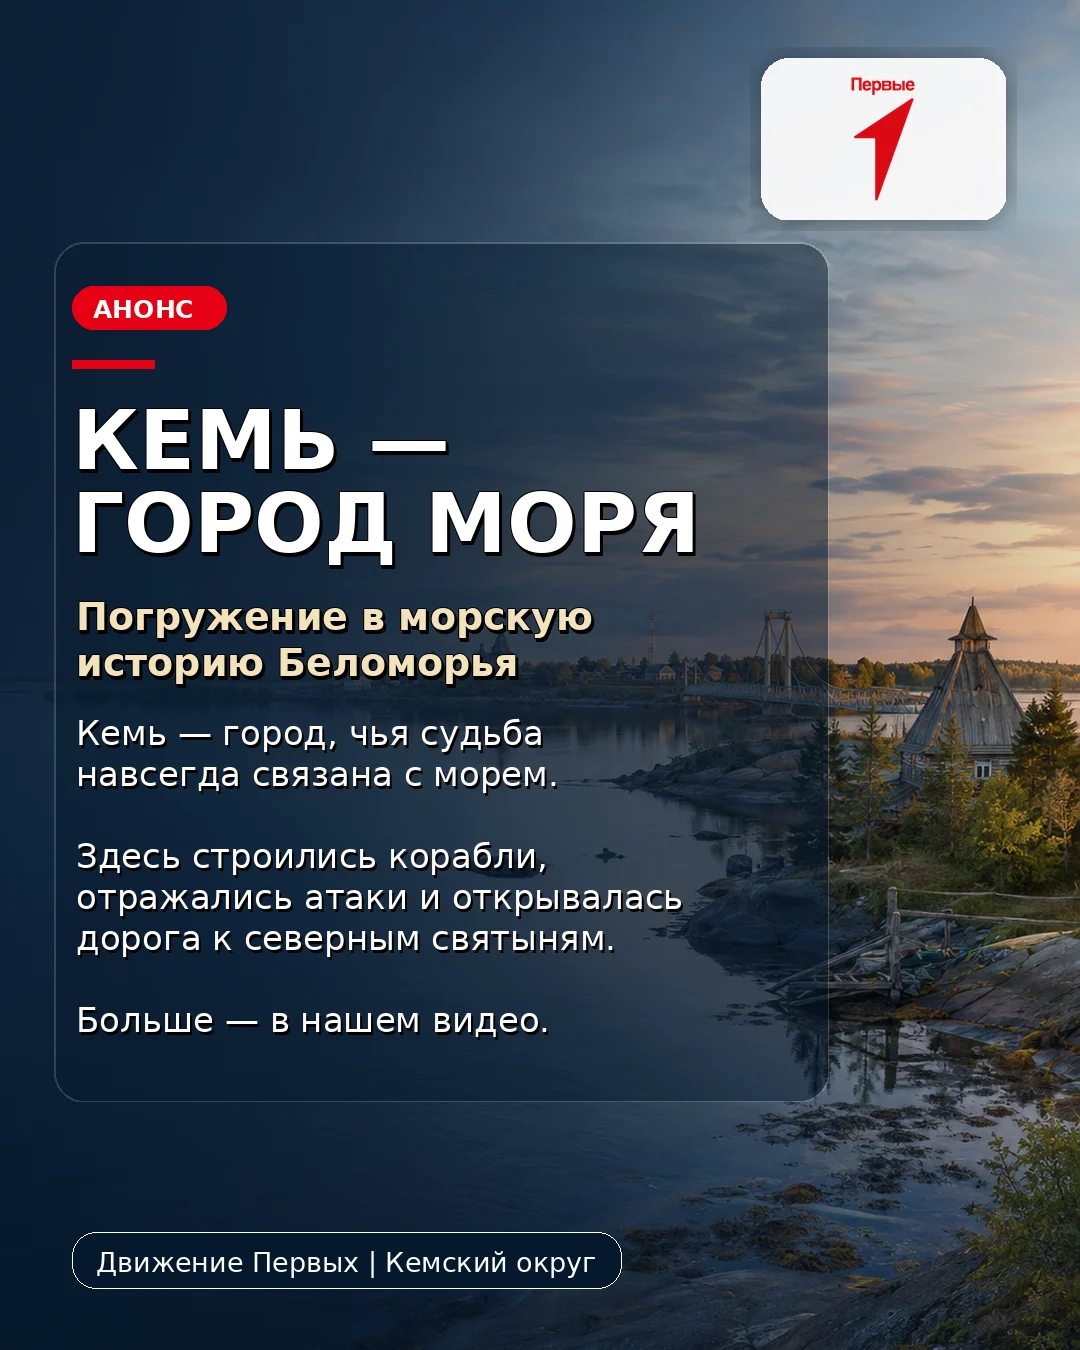 Первые
АНОНС
КЕМЬ —
ГОРОД МОРЯ
Погружение в морскую
историю Беломорья
Кемь — город, чья судьба
навсегда связана с морем.
Здесь строились корабли,
отражались атаки и открывалась
дорога к северным святыням.
Больше — в нашем видео.
Движение Первых | Кемский округ